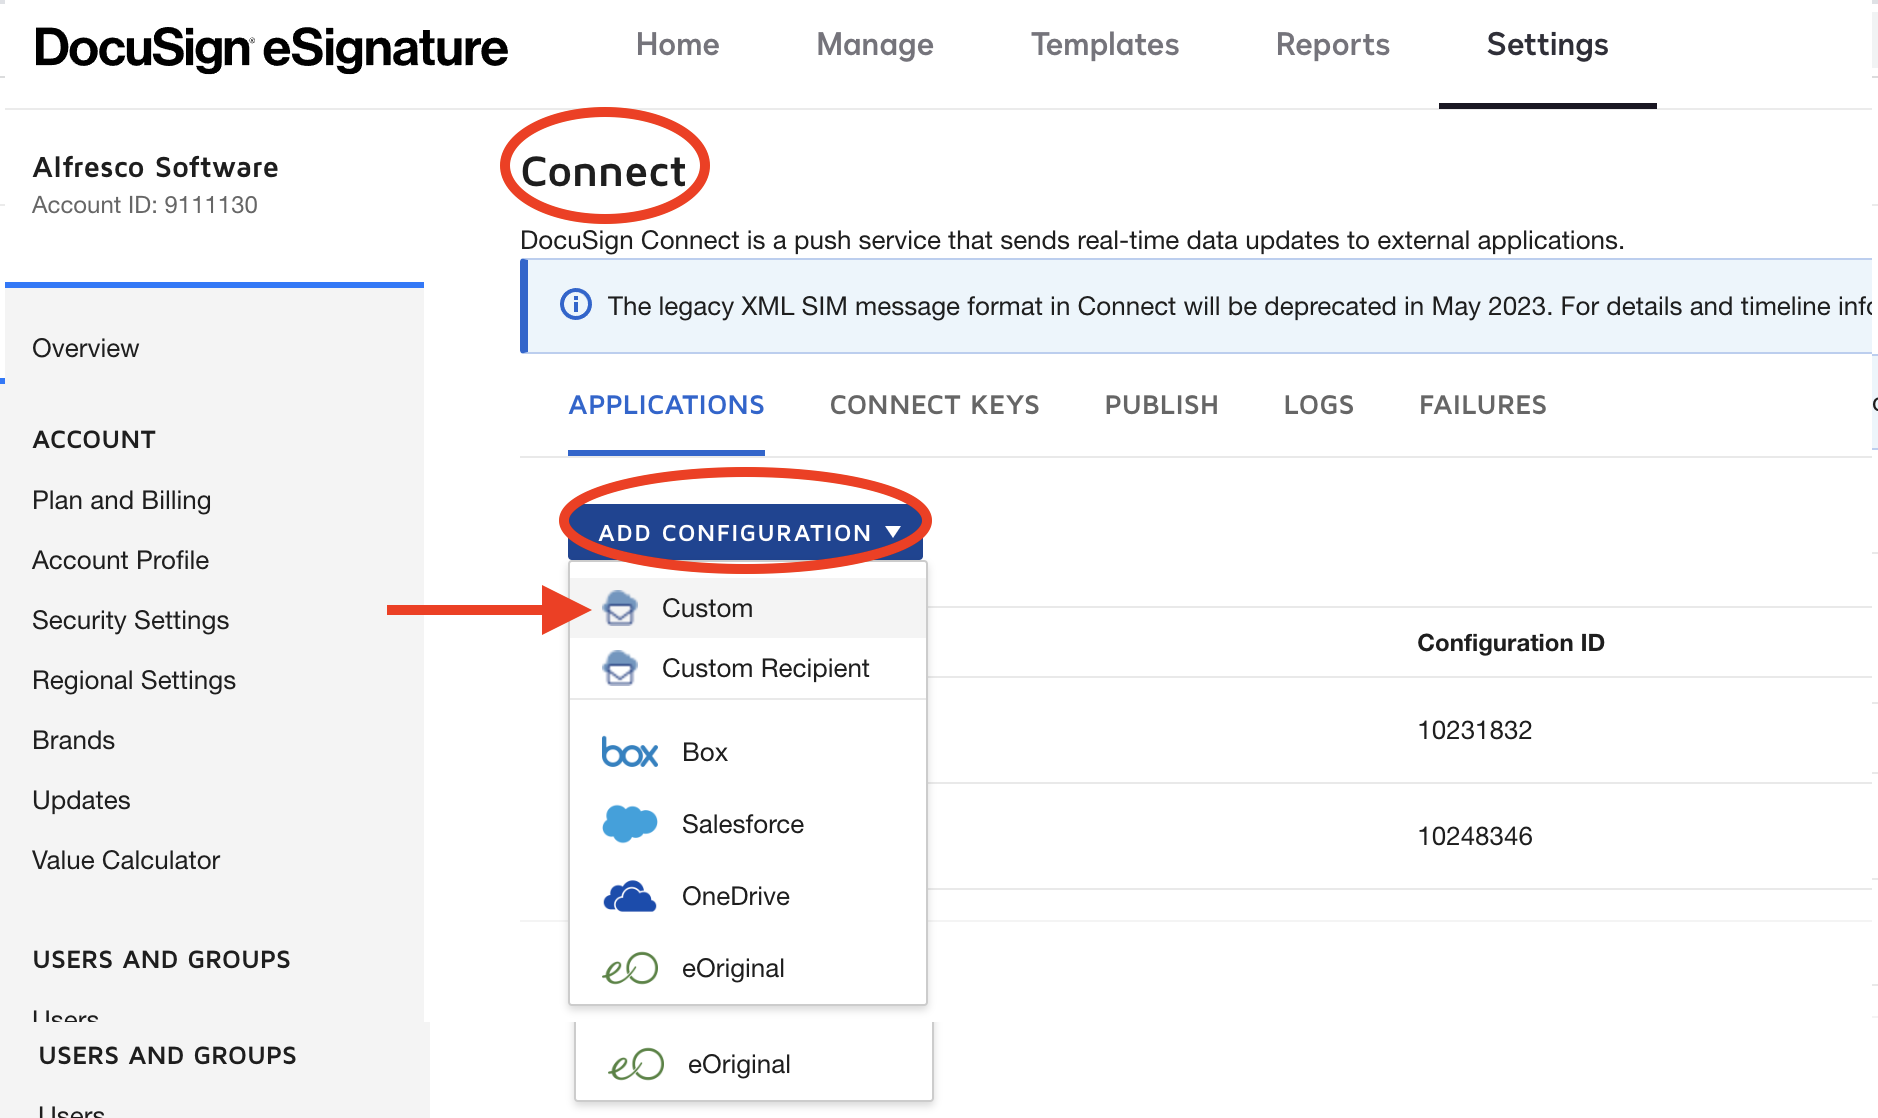 DocuSign eSignature
Home
Manage
Templates
Reports
Settings
Alfresco Software
Account ID: 9111130
Overview
ACCOUNT
Plan and Billing
Account Profile
Security Settings
Regional Settings
Brands
Updates
Value Calculator
USERS AND GROUPS
Users
USERS AND GROUPS
Users
Connect
DocuSign Connect is a push service that sends real-time data updates to external applications.
The legacy XML SIM message format in Connect will be deprecated in May 2023. For details and timeline
APPLICATIONS
CONNECT KEYS
PUBLISH
LOGS
FAILURES
ADD CONFIGURATION
Custom
Custom Recipient
box Box
Salesforce
OneDrive
eO eOriginal
eO eOriginal
Configuration ID
10231832
10248346